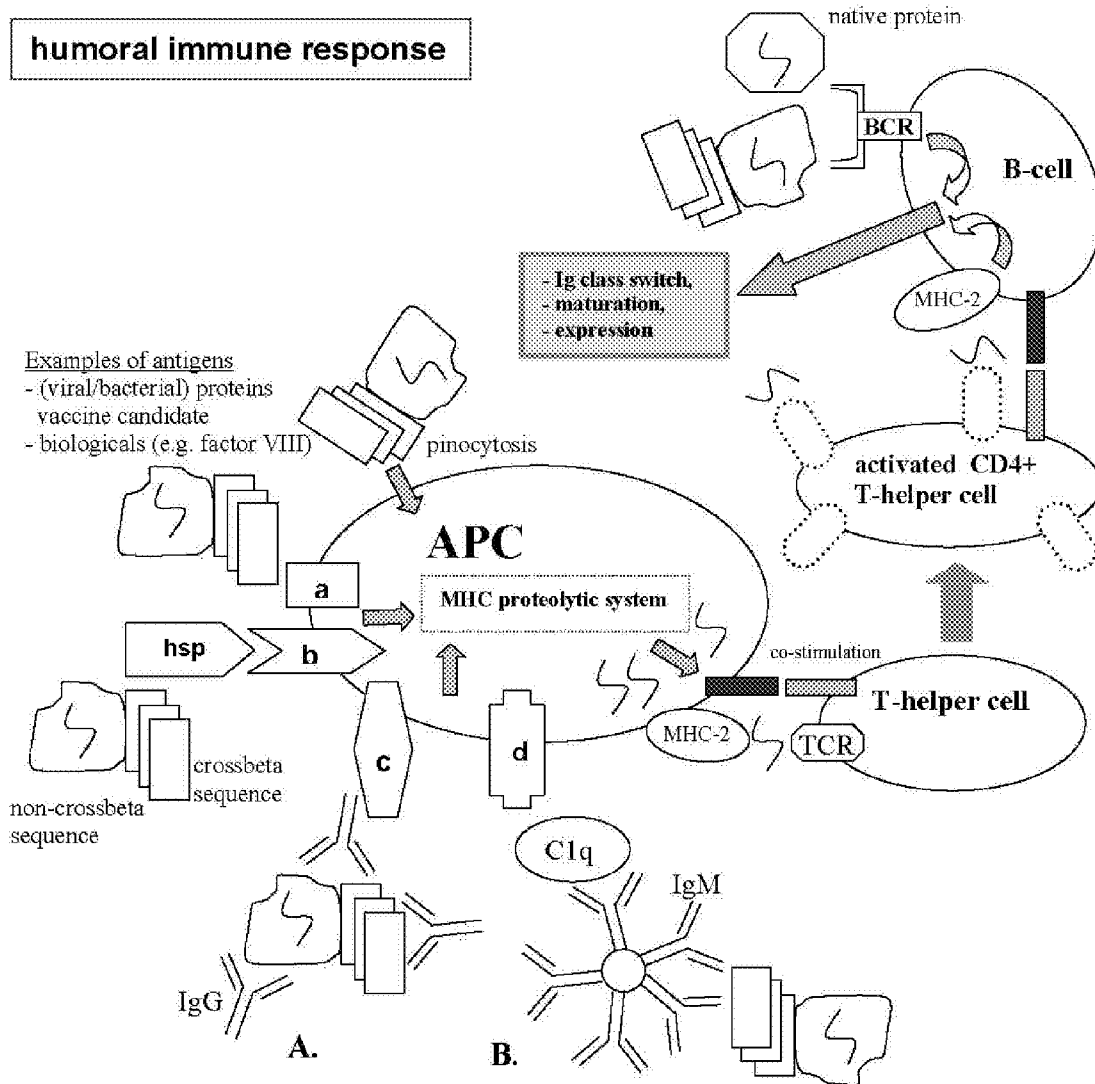 humoral immune response
native protein
BCR
B-cell
- Ig class switch,
- maturation,
- expression
MHC-2
Examples of antigens
- (viral/bacterial) proteins
vaccine candidate
- biologicals (e.g. factor VIII)
pinocytosis
activated CD4+
T-helper cell
APC
a
MHC proteolytic system
hsp
b
co-stimulation
T-helper cell
MHC-2
TCR
c
d
crossbeta
sequence
non-crossbeta
sequence
C1q
IgM
IgG
A.
B.